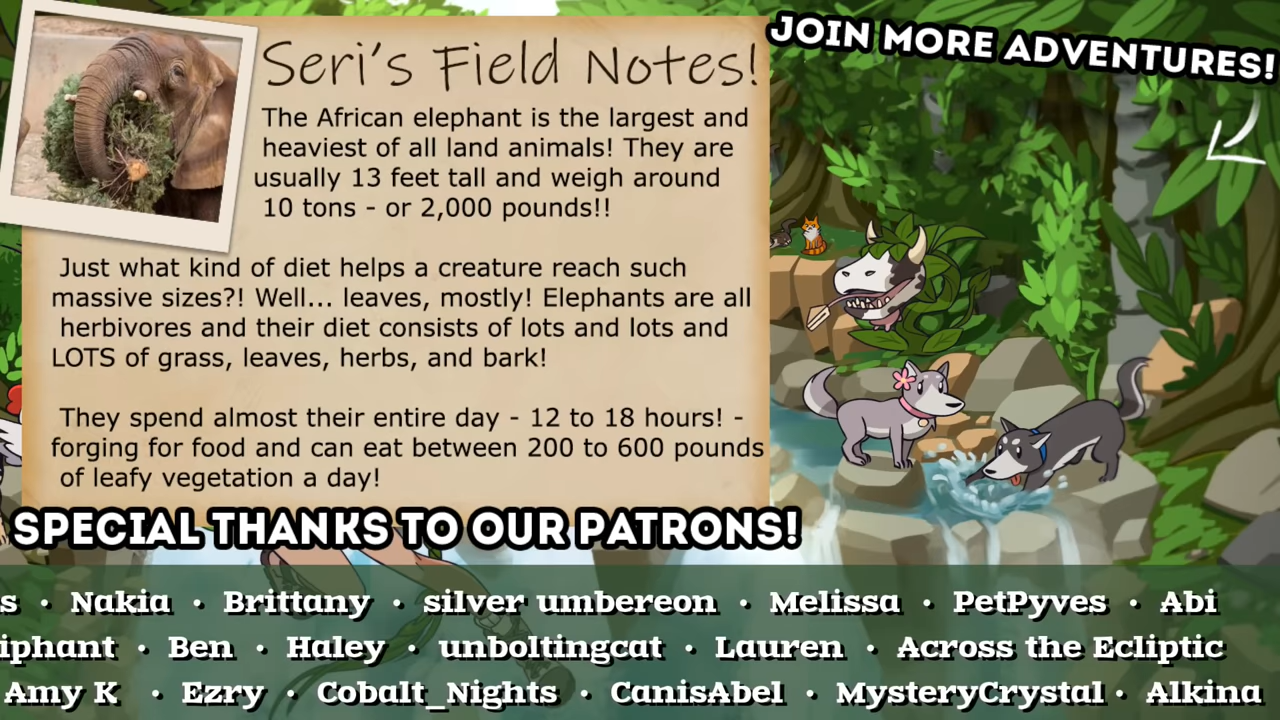 Seri's Field Notes!
The African elephant is the largest and
heaviest of all land animals! They are
usually 13 feet tall and weigh around
10 tons - or 2,000 pounds!!
Just what kind of diet helps a creature reach such
massive sizes?! Well... leaves, mostly! Elephants are all
herbivores and their diet consists of lots and lots and
LOTS of grass, leaves, herbs, and bark!
They spend almost their entire day - 12 to 18 hours! -
forging for food and can eat between 200 to 600 pounds
of leafy vegetation a day!
JOIN MORE ADVENTURES!
SPECIAL THANKS TO OUR PATRONS!
s · Nakia · Brittany · silver umbereon · Melissa · PetPyves · Abi
iphant · Ben · Haley · unboltingcat · Lauren · Across the Ecliptic
Amy K · Ezry · Cobalt_Nights · CanisAbel · MysteryCrystal · Alkina